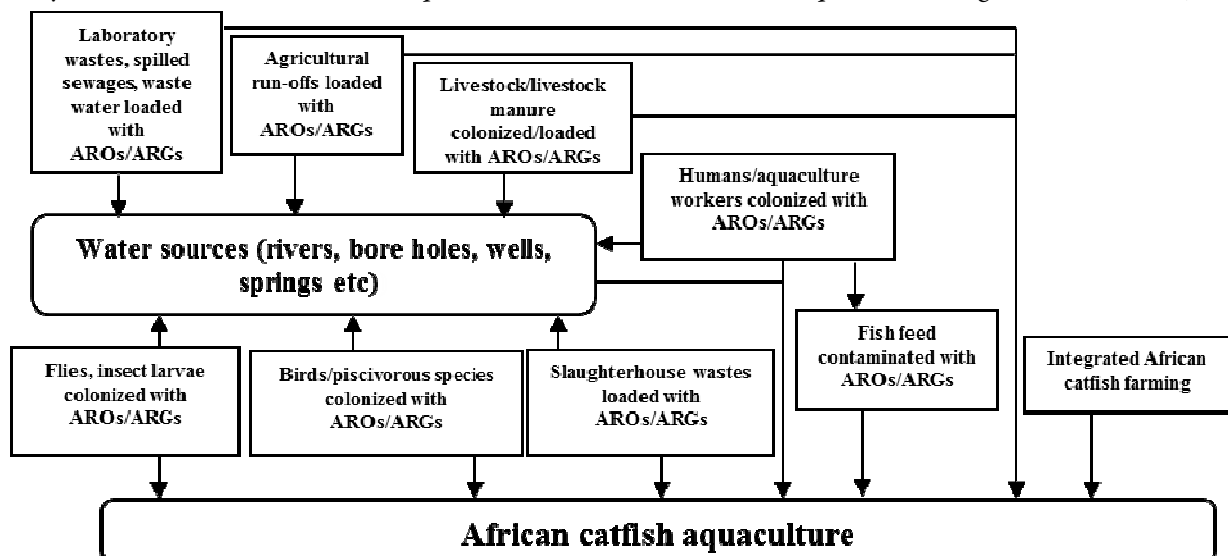 Laboratory
wastes, spilled
sewages, waste
water loaded
with
AROs/ARGs
Agricultural
run-offs loaded
with
AROs/ARGs
Livestock/livestock
manure
colonized/loaded
with AROs/ARGs
Humans/aquaculture
workers colonized with
AROs/ARGs
Water sources (rivers, bore holes, wells,
springs etc)
Flies, insect larvae
colonized with
AROs/ARGs
Birds/piscivorous species
colonized with
AROs/ARGs
Slaughterhouse wastes
loaded with
AROs/ARGs
Fish feed
contaminated with
AROs/ARGs
Integrated African
catfish farming
African catfish aquaculture